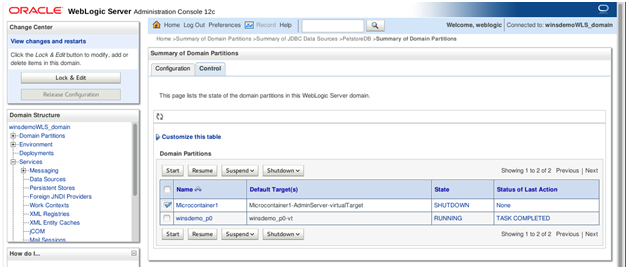 ORACLE WebLogic Server Administration Console 12c
Change Center
View changes and restarts
Click the Lock & Edit button to modify, add or
delete items in this domain.
Lock & Edit
Release Configuration
Domain Structure
winsdemoWLS_domain
Domain Partitions
Environment
Deployments
Services
Messaging
Data Sources
Persistent Stores
Foreign JNDI Providers
Work Contexts
XML Registries
XML Entity Caches
jCOM
Mail Sessions
How do I...
Home Log Out Preferences Record Help
Welcome, weblogic Connected to: winsdemoWLS_domain
Home >Summary of Domain Partitions >Summary of JDBC Data Sources >PetstoreDB >Summary of Domain Partitions
Summary of Domain Partitions
Configuration Control
This page lists the state of the domain partitions in this WebLogic Server domain.
Customize this table
Domain Partitions
Start Resume Suspend Shutdown Showing 1 to 2 of 2 Previous | Next
Name Default Target(s) State Status of Last Action
Microcontainer1 Microcontainer1-AdminServer-virtualTarget SHUTDOWN None
winsdemo_p0 winsdemo_p0-vt RUNNING TASK COMPLETED
Start Resume Suspend Shutdown Showing 1 to 2 of 2 Previous | Next